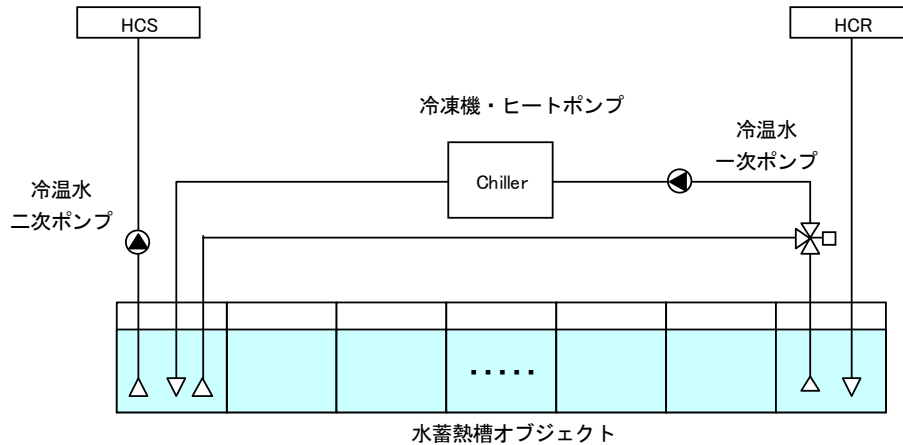 HCS
HCR
冷凍機・ヒートポンプ
冷温水
一次ポンプ
Chiller
冷温水
二次ポンプ
・・・・・
水蓄熱槽オブジェクト